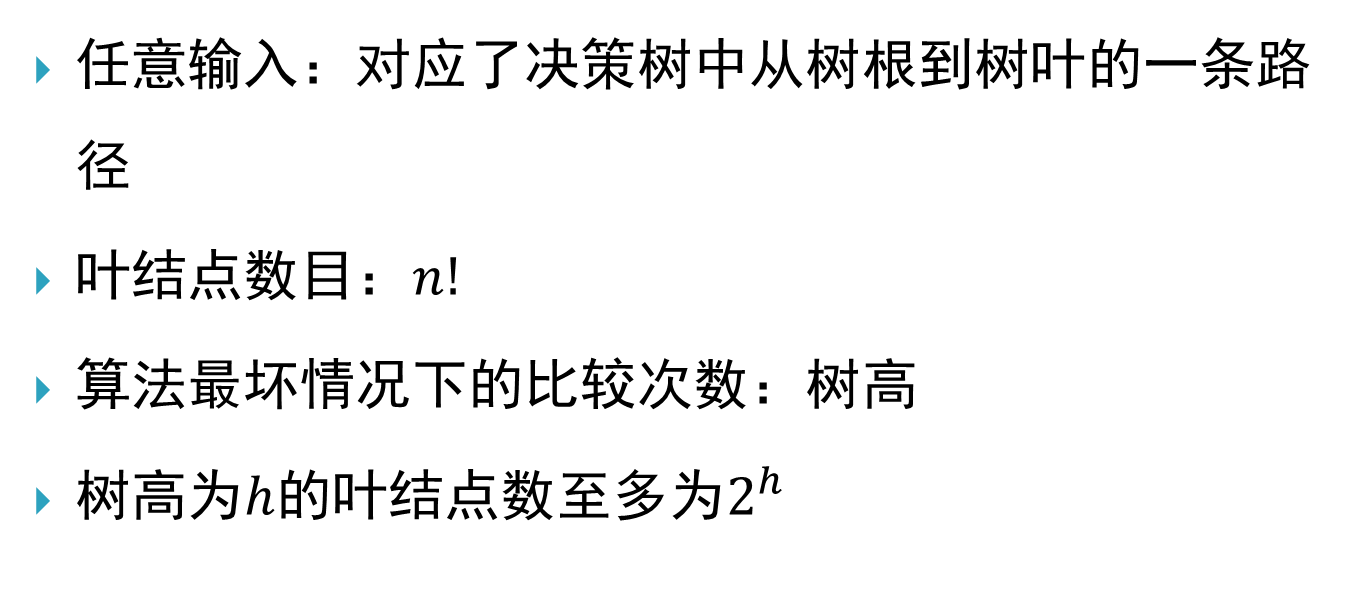 任意输入：对应了决策树中从树根到树叶的一条路
径
叶结点数目：n!
算法最坏情况下的比较次数：树高
树高为h的叶结点数至多为2^h